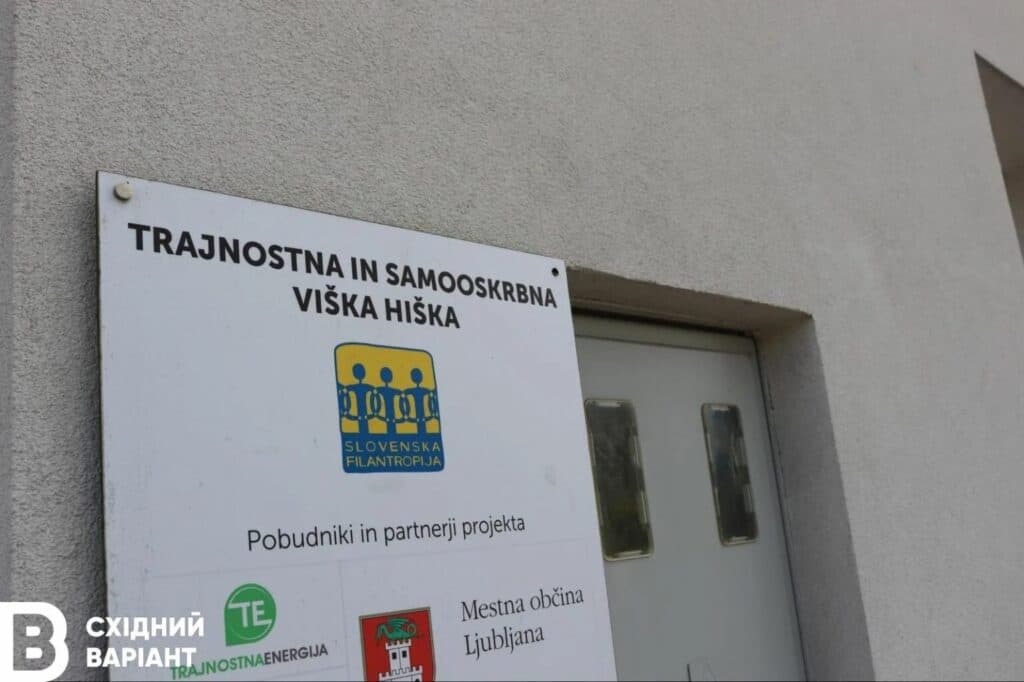 TRAJNOSTNA IN SAMOOSKRBNA
VIŠKA HIŠKA
SLOVENSKA
FILANTROPIJA
Pobudniki in partnerji projekta
TE
TRAJNOSTNAENERGIJA
Mestna občina
Ljubljana
В СХІДНИЙ
ВАРІАНТ